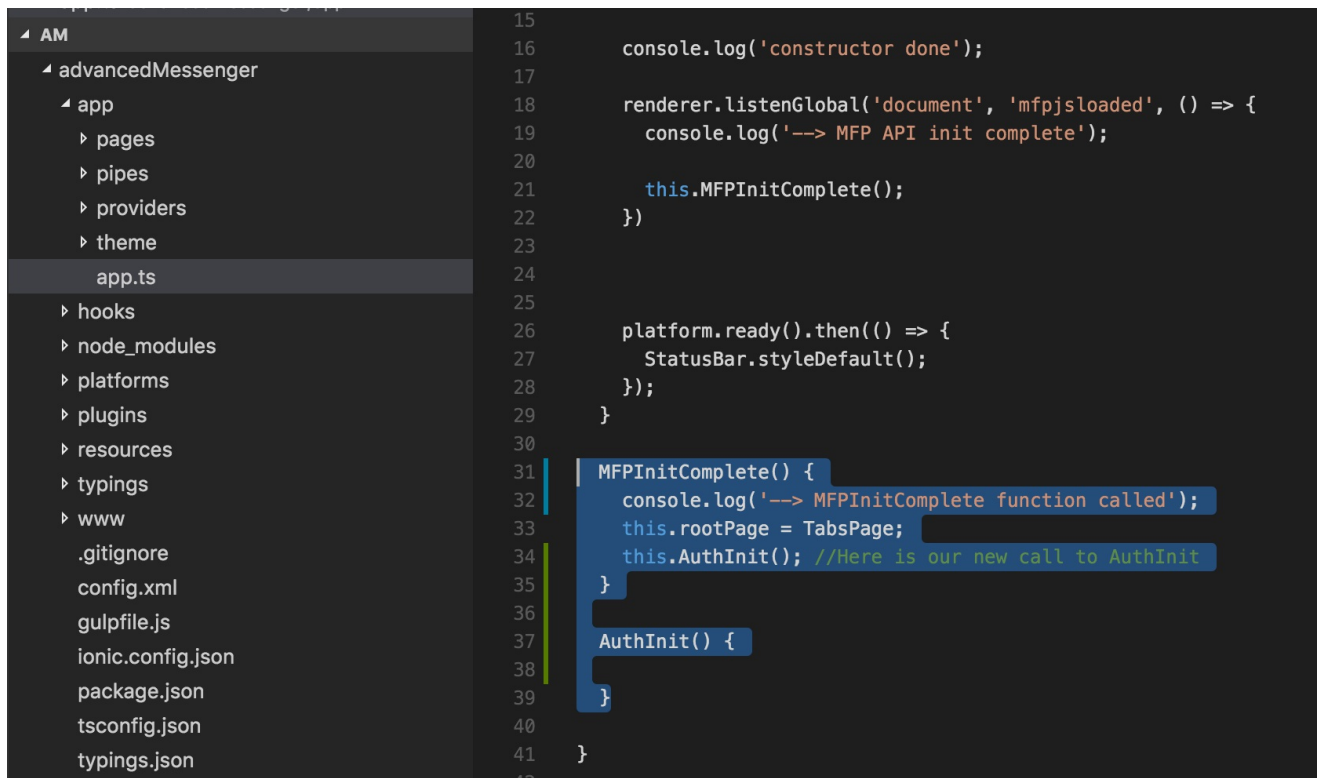 AM
advancedMessenger
app
pages
pipes
providers
theme
app.ts
hooks
node_modules
platforms
plugins
resources
typings
www
.gitignore
config.xml
gulpfile.js
ionic.config.json
package.json
tsconfig.json
typings.json
15
16 console.log('constructor done');
17
18 renderer.listenGlobal('document', 'mfpjsloaded', () => {
19 console.log('--> MFP API init complete');
20
21 this.MFPInitComplete();
22 })
23
24
25
26 platform.ready().then(() => {
27 StatusBar.styleDefault();
28 });
29 }
30
31 MFPInitComplete() {
32 console.log('--> MFPInitComplete function called');
33 this.rootPage = TabsPage;
34 this.AuthInit(); //Here is our new call to AuthInit
35 }
36
37 AuthInit() {
38
39 }
40
41 }